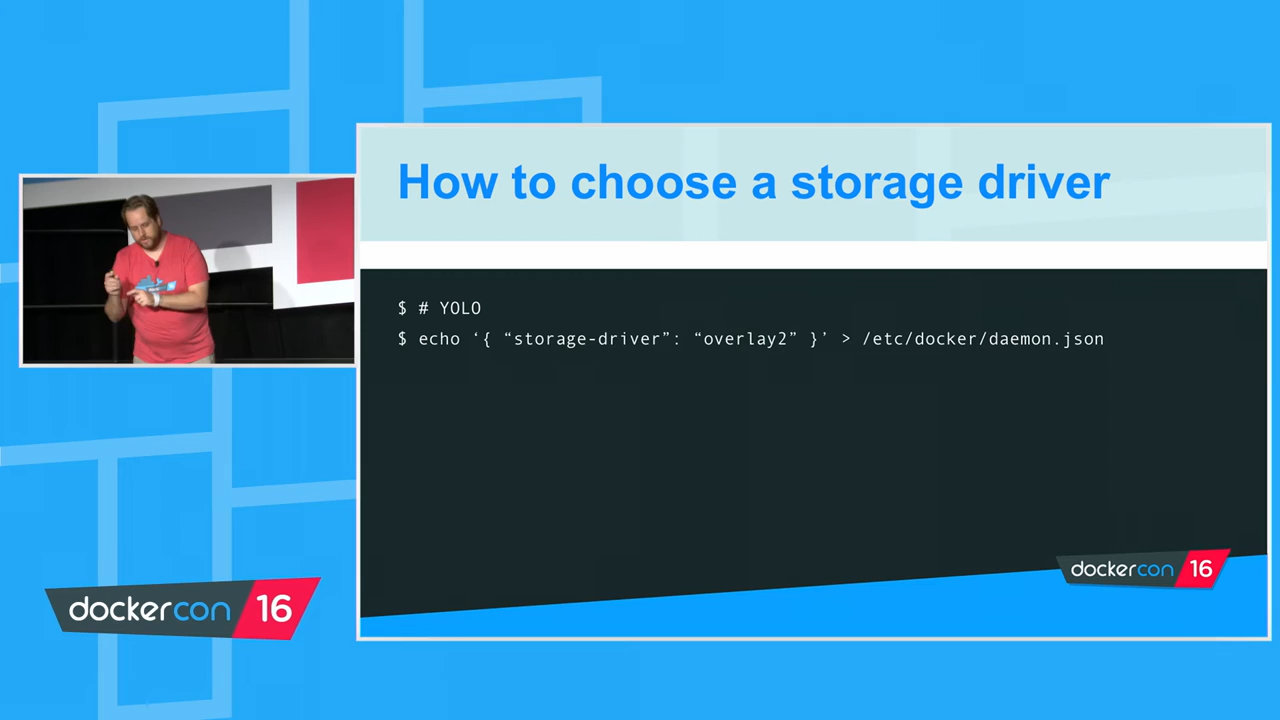 How to choose a storage driver
$ # YOLO
$ echo ‘{ “storage-driver”: “overlay2” }’ > /etc/docker/daemon.json
dockercon 16
dockercon 16